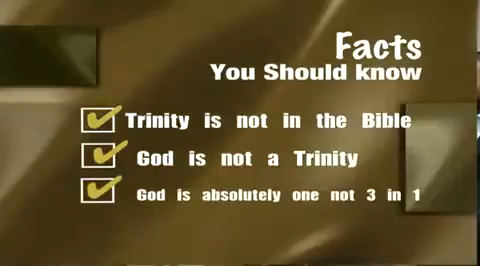 Facts
You Should know
Trinity is not in the Bible
God is not a Trinity
God is absolutely one not 3 in 1